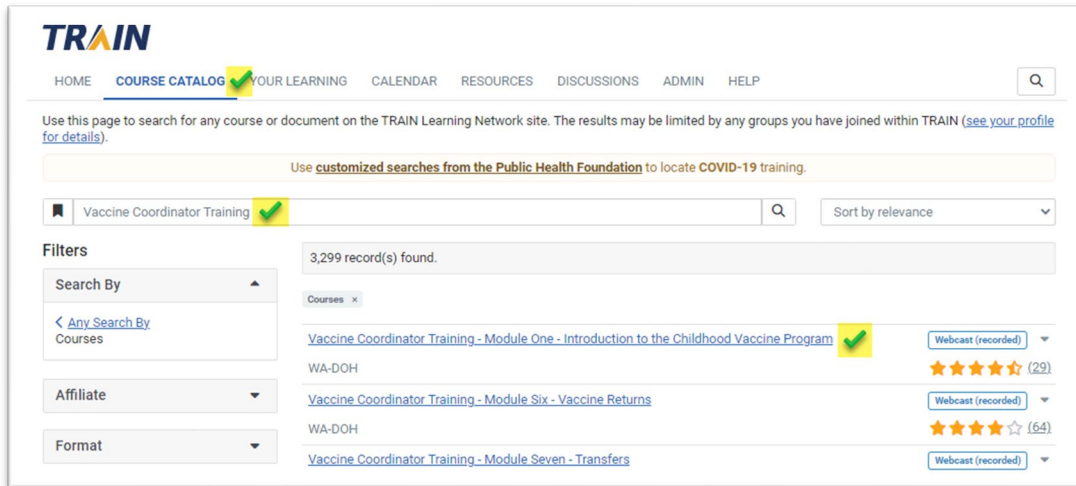 TRAIN
HOME COURSE CATALOG YOUR LEARNING CALENDAR RESOURCES DISCUSSIONS ADMIN HELP
Use this page to search for any course or document on the TRAIN Learning Network site. The results may be limited by any groups you have joined within TRAIN (see your profile
for details).
Use customized searches from the Public Health Foundation to locate COVID-19 training.
Vaccine Coordinator Training
Sort by relevance
Filters
3,299 record(s) found.
Search By
Courses ×
Any Search By
Courses
Vaccine Coordinator Training - Module One - Introduction to the Childhood Vaccine Program
Webcast (recorded)
WA-DOH
(29)
Affiliate
Vaccine Coordinator Training - Module Six - Vaccine Returns
Webcast (recorded)
WA-DOH
(64)
Format
Vaccine Coordinator Training - Module Seven - Transfers
Webcast (recorded)